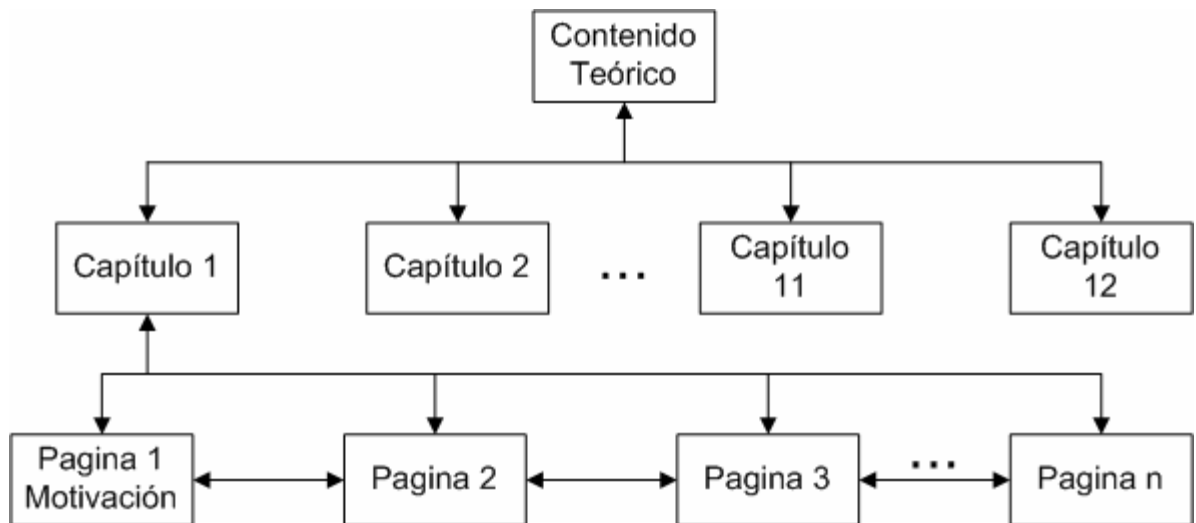 Contenido
Teórico
Capítulo 1
Capítulo 2
...
Capítulo
11
Capítulo
12
Pagina 1
Motivación
Pagina 2
Pagina 3
...
Pagina n